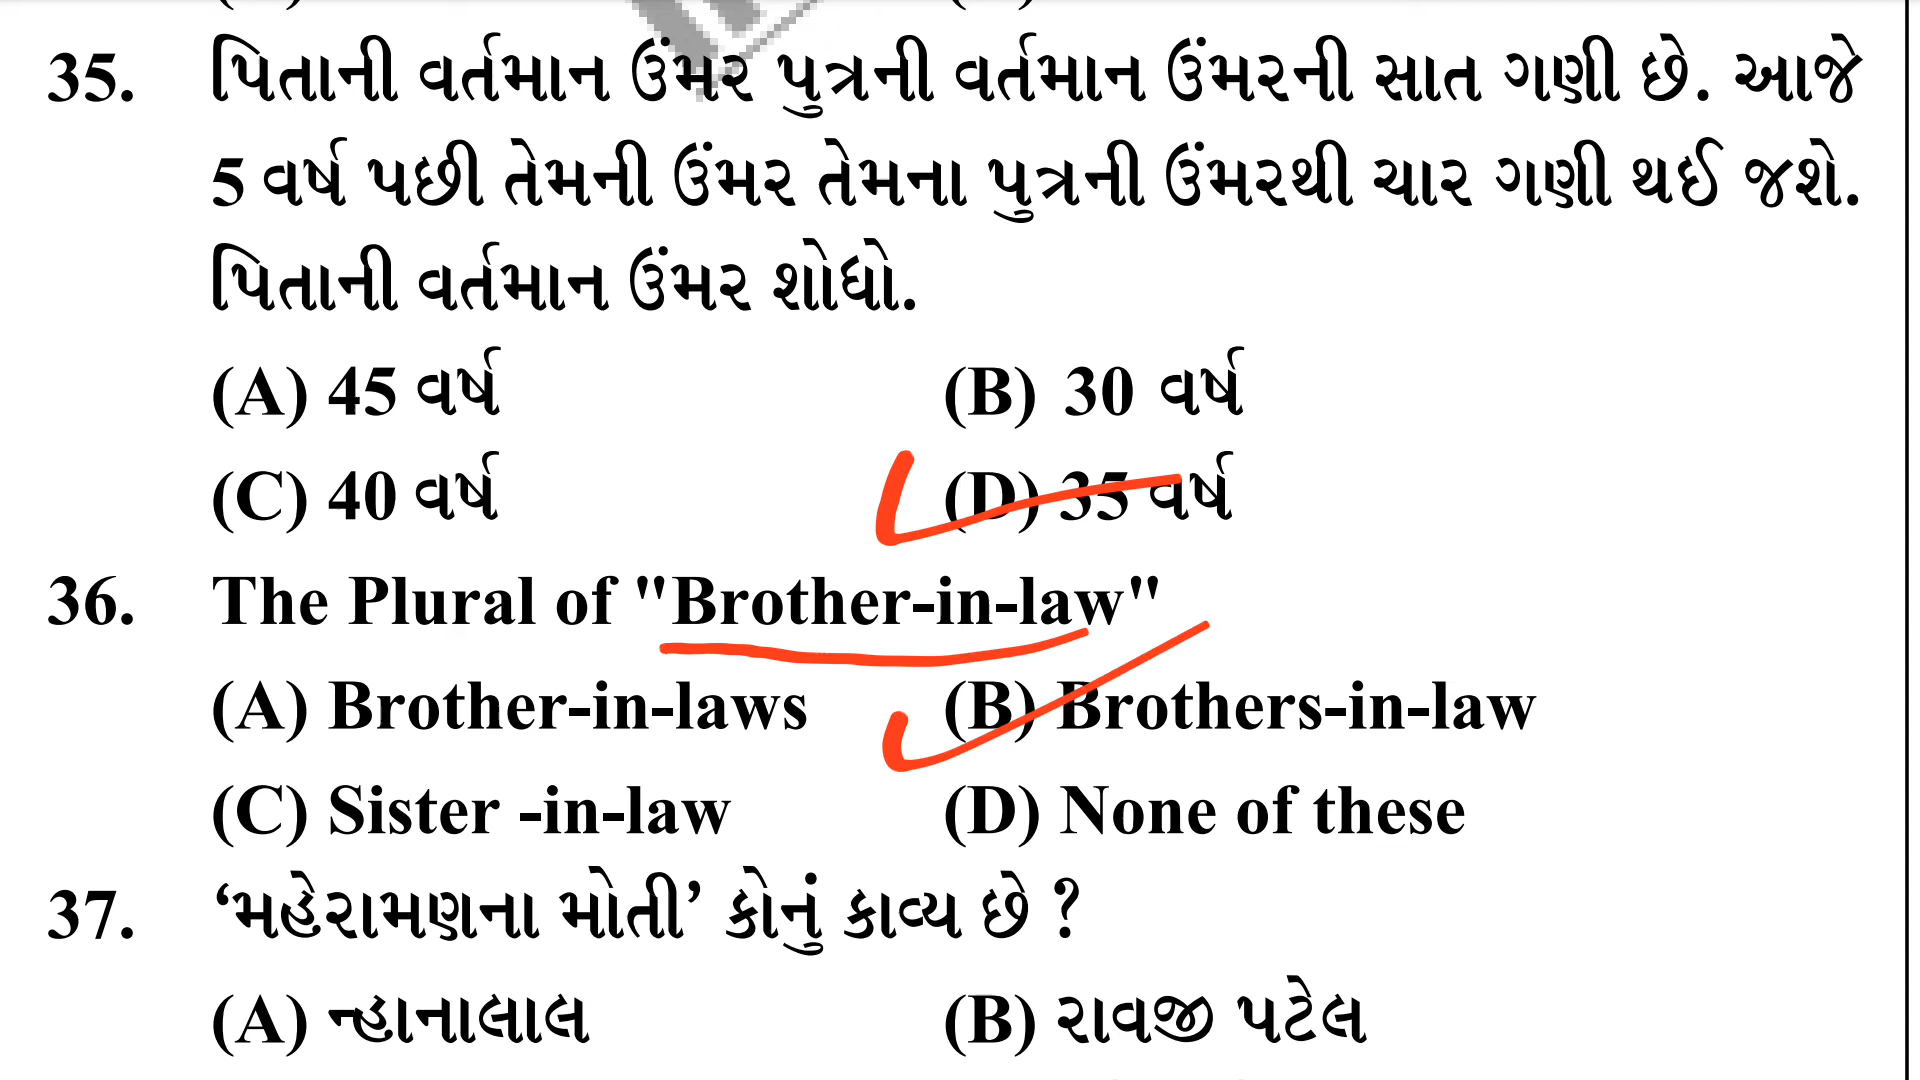 35. પિતાની વર્તમાન ઉંમર પુત્રની વર્તમાન ઉંમરની સાત ગણી છે. આજે
5 વર્ષ પછી તેમની ઉંમર તેમના પુત્રની ઉંમરથી ચાર ગણી થઈ જશે.
પિતાની વર્તમાન ઉંમર શોધો.
(A) 45 વર્ષ (B) 30 વર્ષ
(C) 40 વર્ષ (D) 35 વર્ષ
36. The Plural of "Brother-in-law"
(A) Brother-in-laws (B) Brothers-in-law
(C) Sister -in-law (D) None of these
37. ‘મહેરામણના મોતી’ કોનું કાવ્ય છે ?
(A) ન્હાનાલાલ (B) રાવજી પટેલ